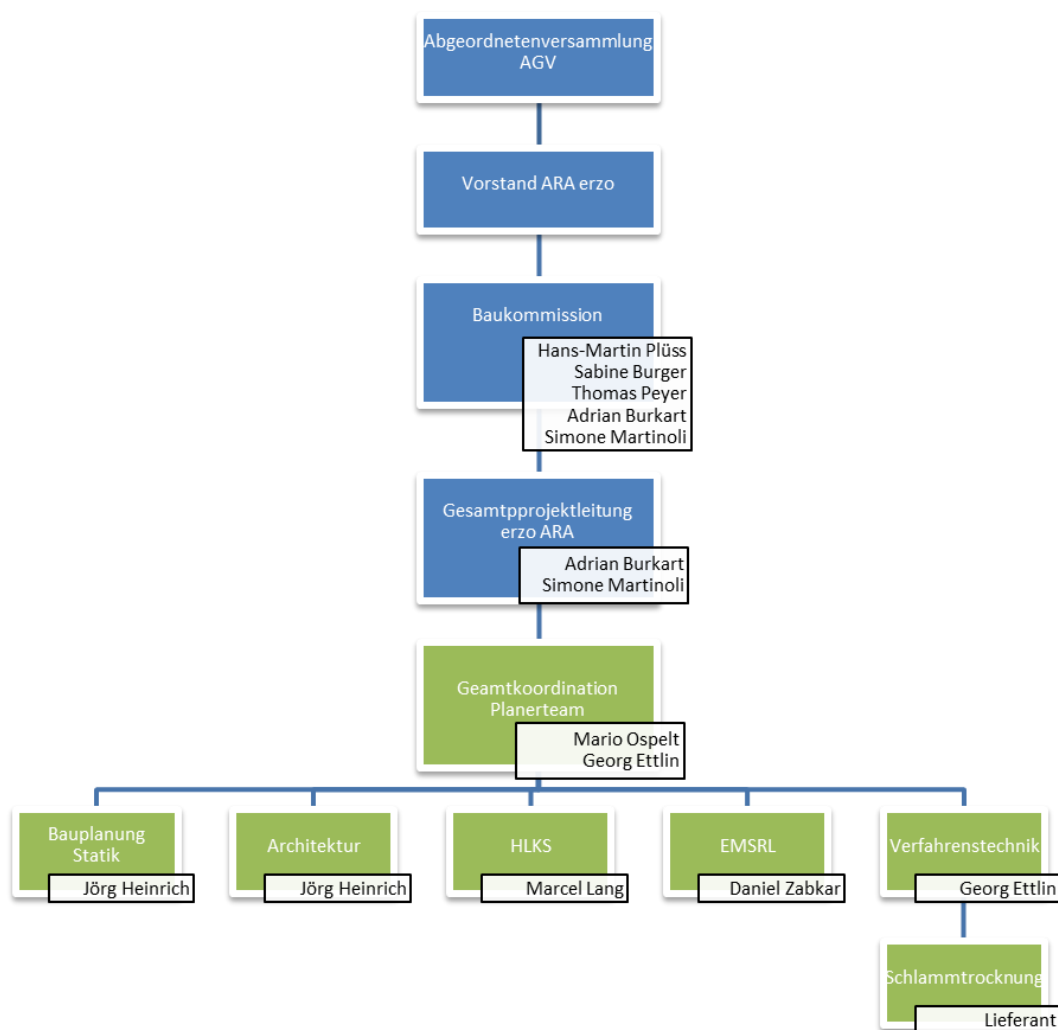 Abgeordnetenversammlung
AGV
Vorstand ARA erzo
Baukommission
Hans-Martin Plüss
Sabine Burger
Thomas Peyer
Adrian Burkart
Simone Martinoli
Gesamtpprojektleitung
erzo ARA
Adrian Burkart
Simone Martinoli
Geamtkoordination
Planerteam
Mario Ospelt
Georg Ettlin
Bauplanung
Statik
Jörg Heinrich
Architektur
Jörg Heinrich
HLKS
Marcel Lang
EMSRL
Daniel Zabkar
Verfahrenstechnik
Georg Ettlin
Schlammtrocknung
Lieferant